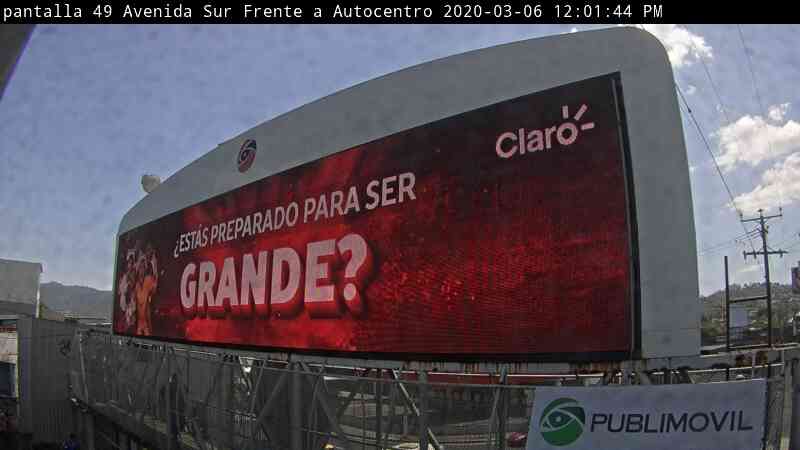 pantalla 49 Avenida Sur Frente a Autocentro 2020-03-06 12:01:44 PM
Claro
¿ESTÁS PREPARADO PARA SER
GRANDE?
PUBLIMOVIL